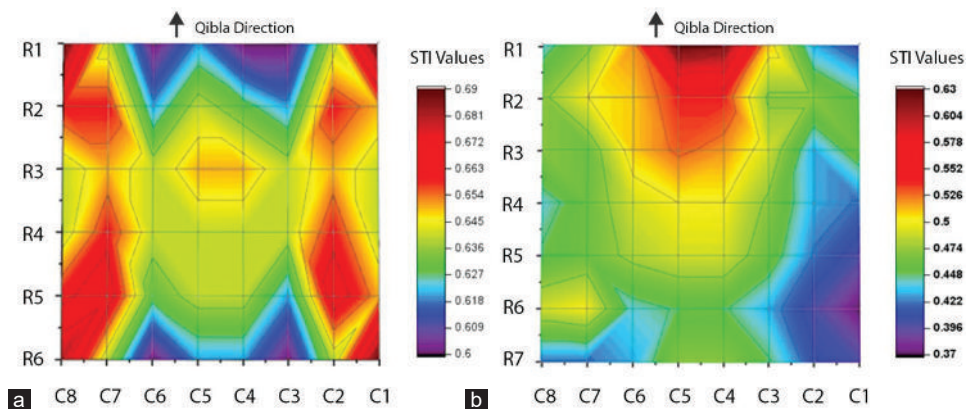 Qibla Direction
STI Values
R1
R2
R3
R4
R5
R6
0.69
0.681
0.672
0.663
0.654
0.645
0.636
0.627
0.618
0.609
0.6
a
C8 C7 C6 C5 C4 C3 C2 C1
Qibla Direction
STI Values
R1
R2
R3
R4
R5
R6
R7
0.63
0.604
0.578
0.552
0.526
0.5
0.474
0.448
0.422
0.396
0.37
b
C8 C7 C6 C5 C4 C3 C2 C1